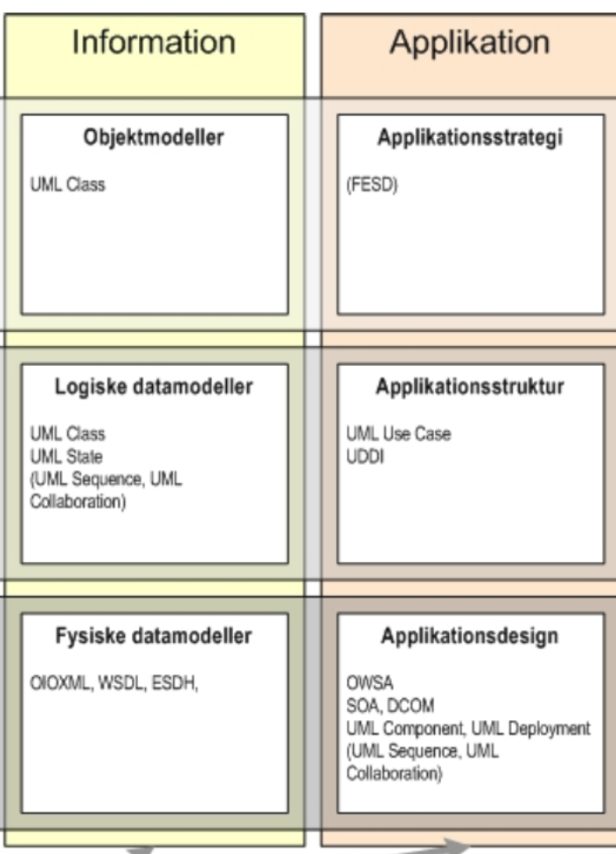 Information
Applikation
Objektmodeller
UML Class
Applikationsstrategi
(FESD)
Logiske datamodeller
UML Class
UML State
(UML Sequence, UML
Collaboration)
Applikationsstruktur
UML Use Case
UDDI
Fysiske datamodeller
OIOXML, WSDL, ESDH,
Applikationsdesign
OWSA
SOA, DCOM
UML Component, UML Deployment
(UML Sequence, UML
Collaboration)